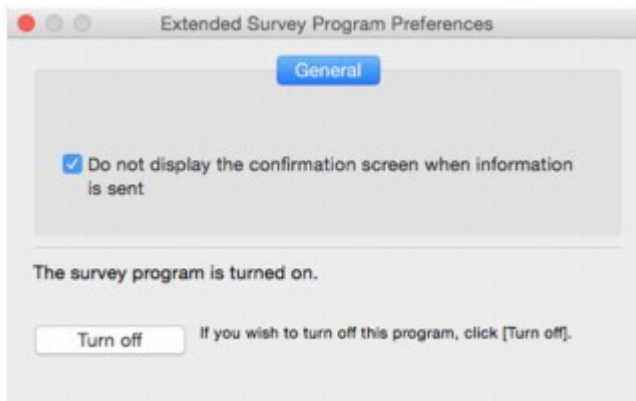 Extended Survey Program Preferences
General
Do not display the confirmation screen when information
is sent
The survey program is turned on.
Turn off
If you wish to turn off this program, click [Turn off].